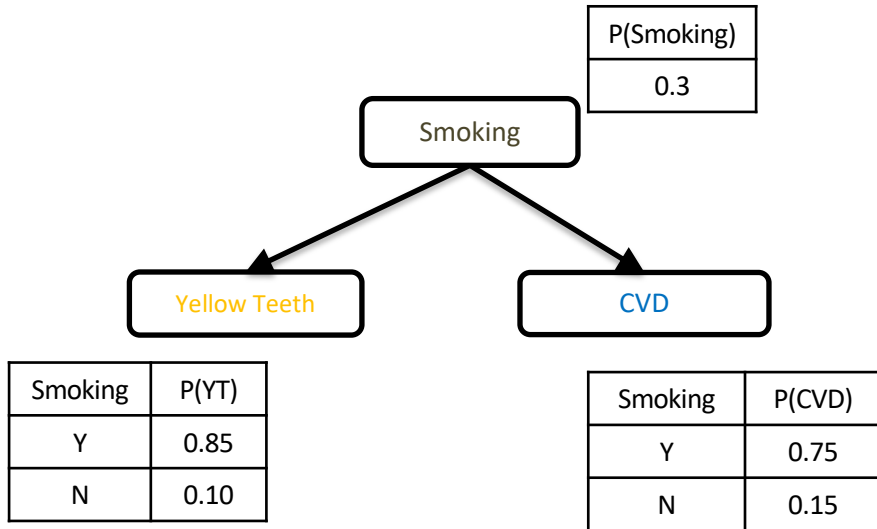 P(Smoking)
0.3
Smoking
Yellow Teeth
CVD
Smoking P(YT)
Y 0.85
N 0.10
Smoking P(CVD)
Y 0.75
N 0.15